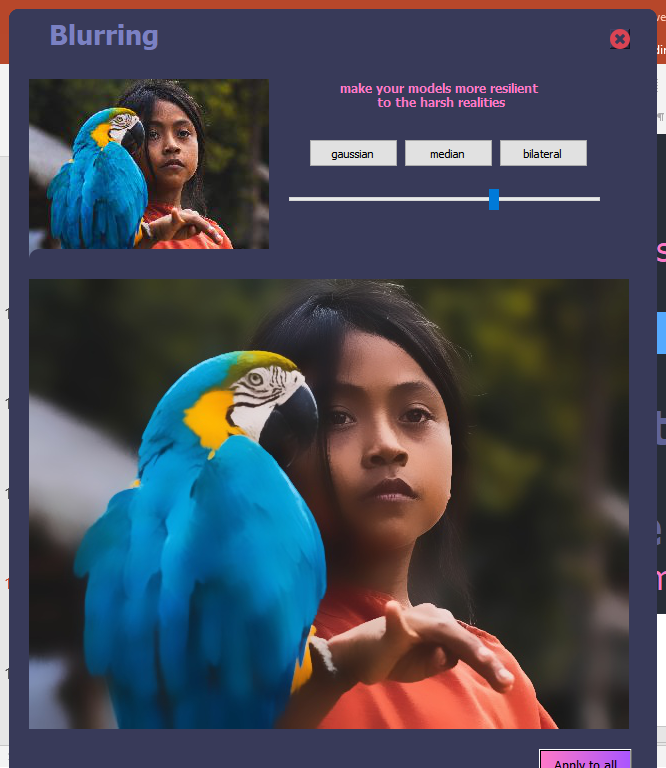 Blurring
make your models more resilient
to the harsh realities
gaussian
median
bilateral
Apply to all